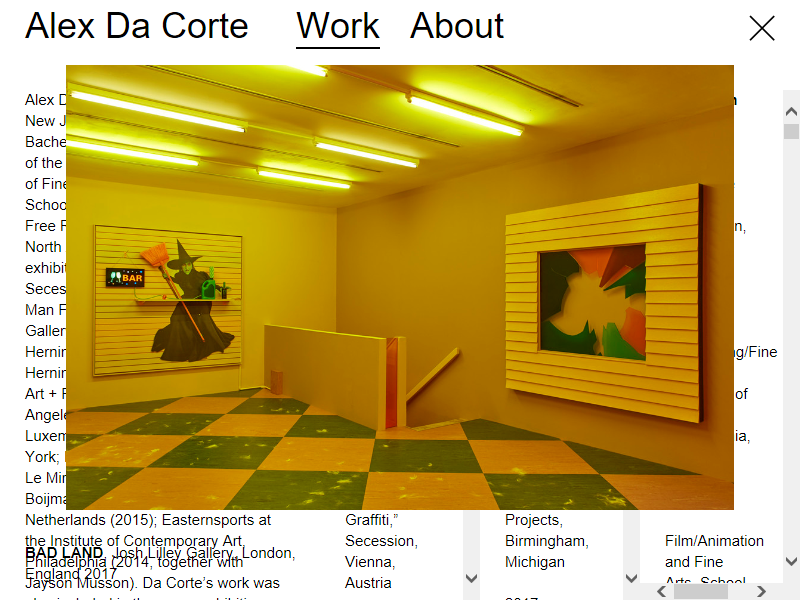 Alex Da Corte Work About
Alex D
New J
Bache
of the
of Fine
Schoo
Free F
North
exhibit
Seces
Man F
Galler
Hernin
Hernin
Art + F
Angele
Luxem
York;
Le Min
Boijma
Netherlands (2015); Easternsports at
the Institute of Contemporary Art,
Philadelphia (2014, together with
Jayson Musson). Da Corte's work was
BAD LAND, Josh Lilley Gallery, London,
England 2017
BAR
n,
ng/Fine
of
ia,
Graffiti,”
Secession,
Vienna,
Austria
Projects,
Birmingham,
Michigan
2017
Film/Animation
and Fine
Arts, School